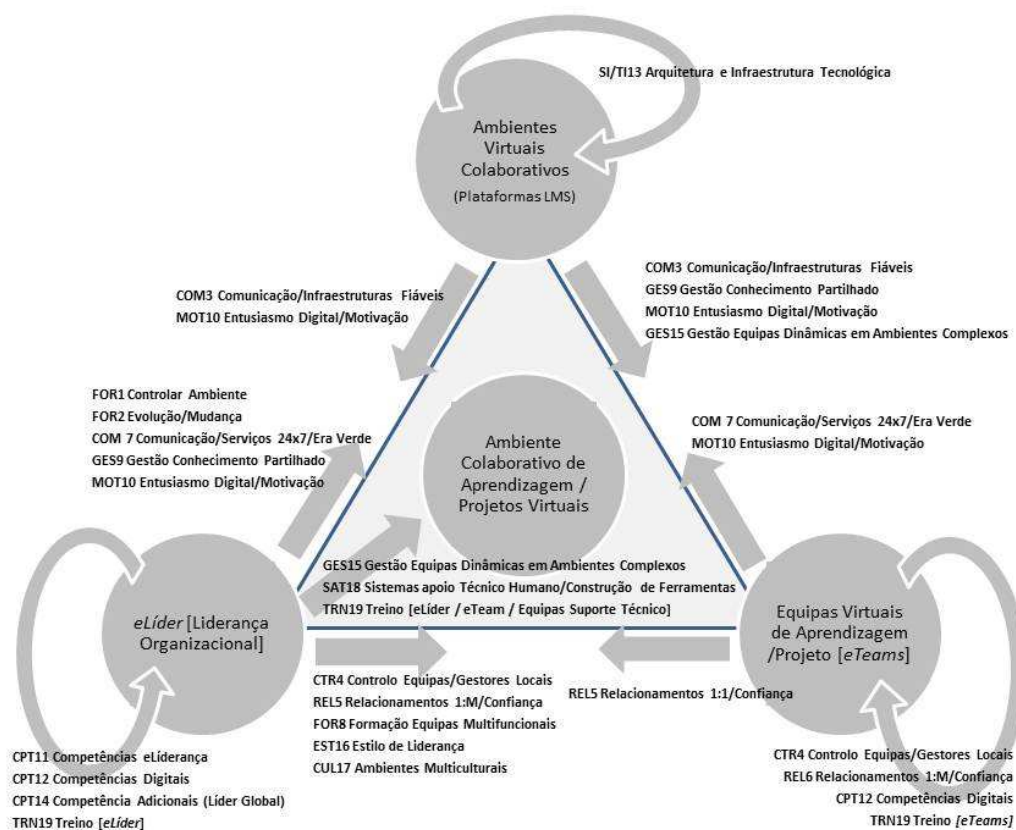 SI/TI13 Arquitetura e Infraestrutura Tecnológica
Ambientes
Virtuais
Colaborativos
(Plataformas LMS)
COM3 Comunicação/Infraestruturas Fiáveis
MOT10 Entusiasmo Digital/Motivação
COM3 Comunicação/Infraestruturas Fiáveis
GES9 Gestão Conhecimento Partilhado
MOT10 Entusiasmo Digital/Motivação
GES15 Gestão Equipas Dinâmicas em Ambientes Complexos
FOR1 Controlar Ambiente
FOR2 Evolução/Mudança
COM 7 Comunicação/Serviços 24x7/Era Verde
GES9 Gestão Conhecimento Partilhado
MOT10 Entusiasmo Digital/Motivação
COM 7 Comunicação/Serviços 24x7/Era Verde
MOT10 Entusiasmo Digital/Motivação
Ambiente
Colaborativo de
Aprendizagem /
Projetos Virtuais
GES15 Gestão Equipas Dinâmicas em Ambientes Complexos
SAT18 Sistemas apoio Técnico Humano/Construção de Ferramentas
TRN19 Treino [eLíder / eTeam / Equipas Suporte Técnico]
eLíder [Liderança
Organizacional]
Equipas Virtuais
de Aprendizagem
/Projeto [eTeams]
CTR4 Controlo Equipas/Gestores Locais
REL5 Relacionamentos 1:M/Confiança
FOR8 Formação Equipas Multifuncionais
EST16 Estilo de Liderança
CUL17 Ambientes Multiculturais
REL5 Relacionamentos 1:1/Confiança
CPT11 Competências eLíderança
CPT12 Competências Digitais
CPT14 Competência Adicionais (Líder Global)
TRN19 Treino [eLíder]
CTR4 Controlo Equipas/Gestores Locais
REL6 Relacionamentos 1:M/Confiança
CPT12 Competências Digitais
TRN19 Treino [eTeams]